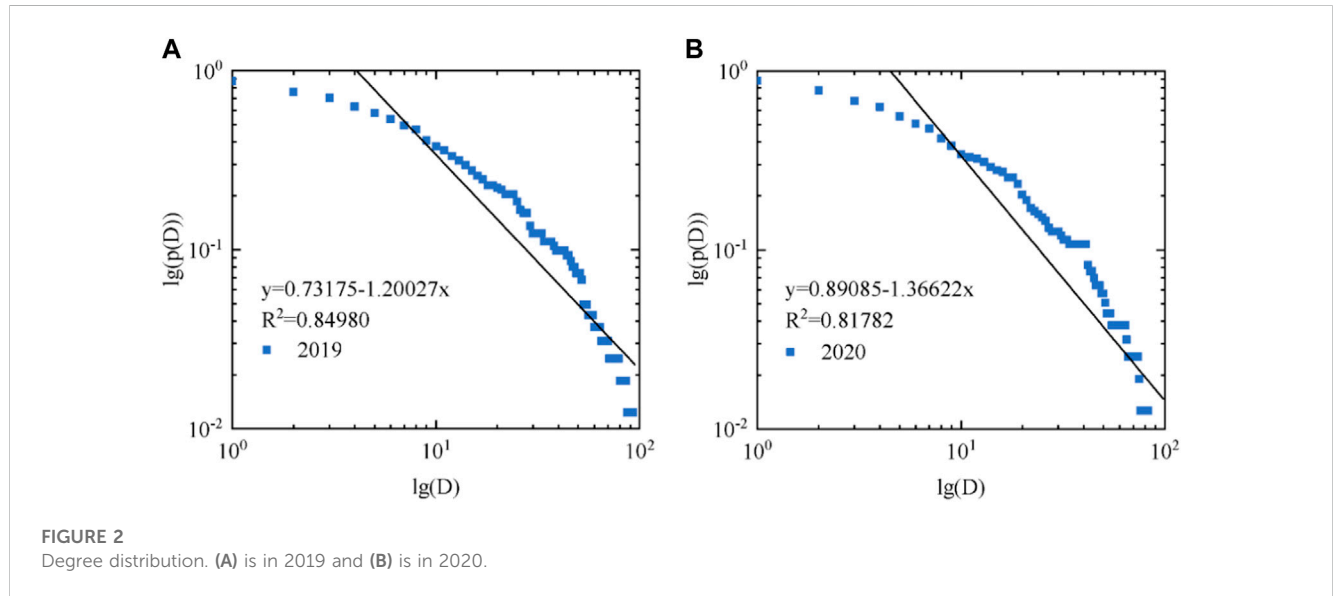 A
10⁰
10⁻¹
10⁻²
lg(p(D))
y=0.73175-1.20027x
R²=0.84980
2019
10⁰
10¹
10²
lg(D)
B
10⁰
10⁻¹
10⁻²
lg(p(D))
y=0.89085-1.36622x
R²=0.81782
2020
10⁰
10¹
10²
lg(D)
FIGURE 2
Degree distribution. (A) is in 2019 and (B) is in 2020.